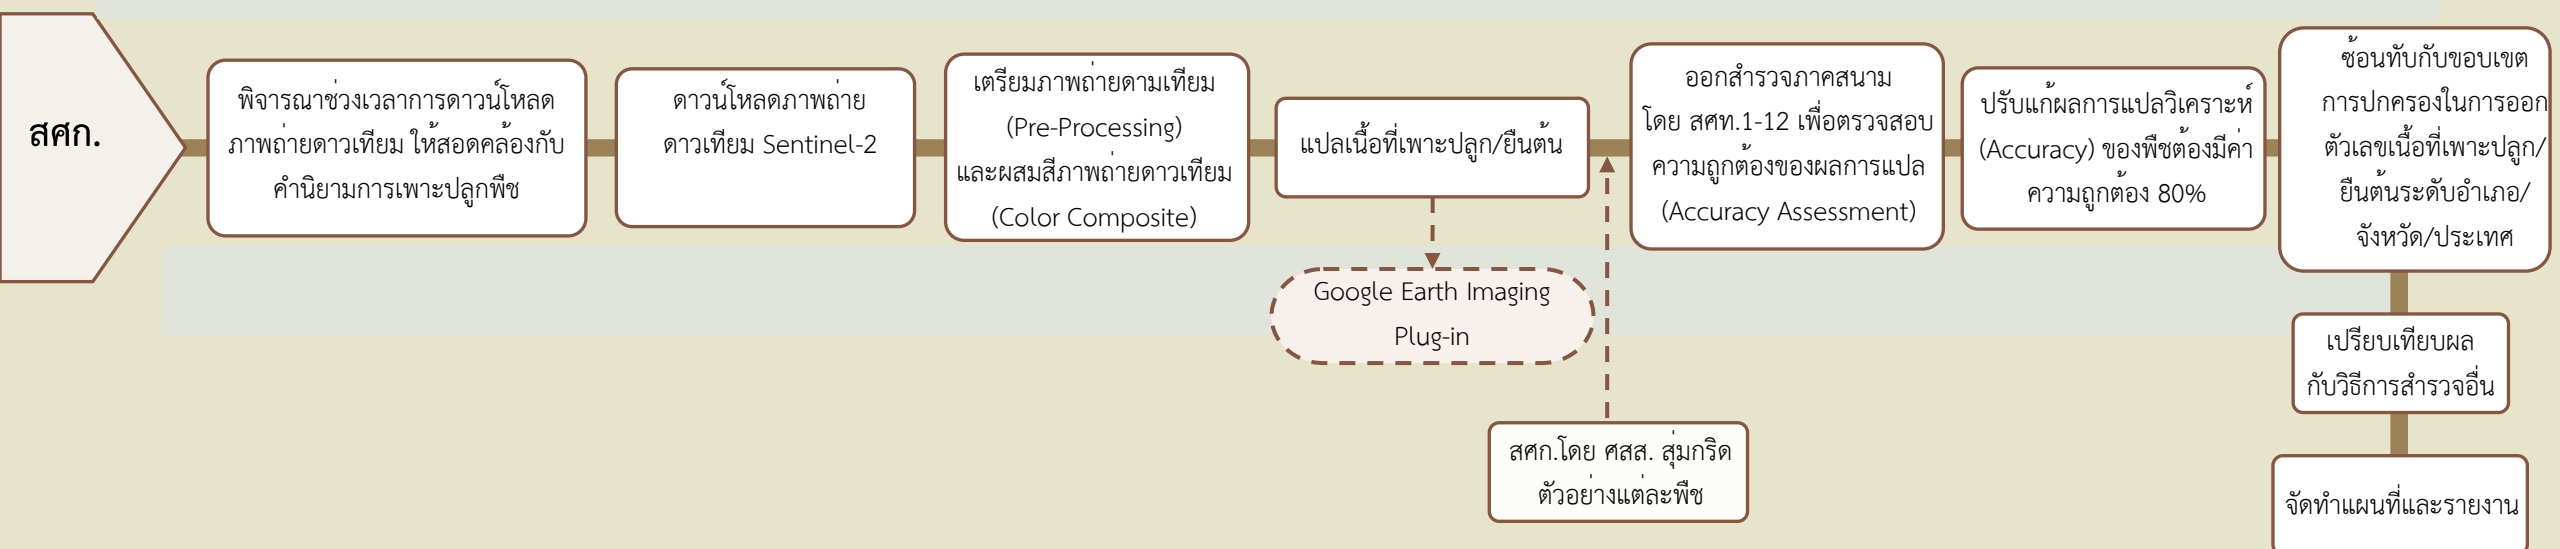 สศก.
พิจารณาช่วงเวลาการดาวน์โหลด
ภาพถ่ายดาวเทียม ให้สอดคล้องกับ
คำนิยามการเพาะปลูกพืช
ดาวน์โหลดภาพถ่าย
ดาวเทียม Sentinel-2
เตรียมภาพถ่ายดามเทียม
(Pre-Processing)
และผสมสีภาพถ่ายดาวเทียม
(Color Composite)
แปลเนื้อที่เพาะปลูก/ยืนต้น
Google Earth Imaging
Plug-in
สศก.โดย ศสส. สุ่มกริด
ตัวอย่างแต่ละพืช
ออกสำรวจภาคสนาม
โดย สศท.1-12 เพื่อตรวจสอบ
ความถูกต้องของผลการแปล
(Accuracy Assessment)
ปรับแก้ผลการแปลวิเคราะห์
(Accuracy) ของพืชต้องมีค่า
ความถูกต้อง 80%
ซ้อนทับกับขอบเขต
การปกครองในการออก
ตัวเลขเนื้อที่เพาะปลูก/
ยืนต้นระดับอำเภอ/
จังหวัด/ประเทศ
เปรียบเทียบผล
กับวิธีการสำรวจอื่น
จัดทำแผนที่และรายงาน